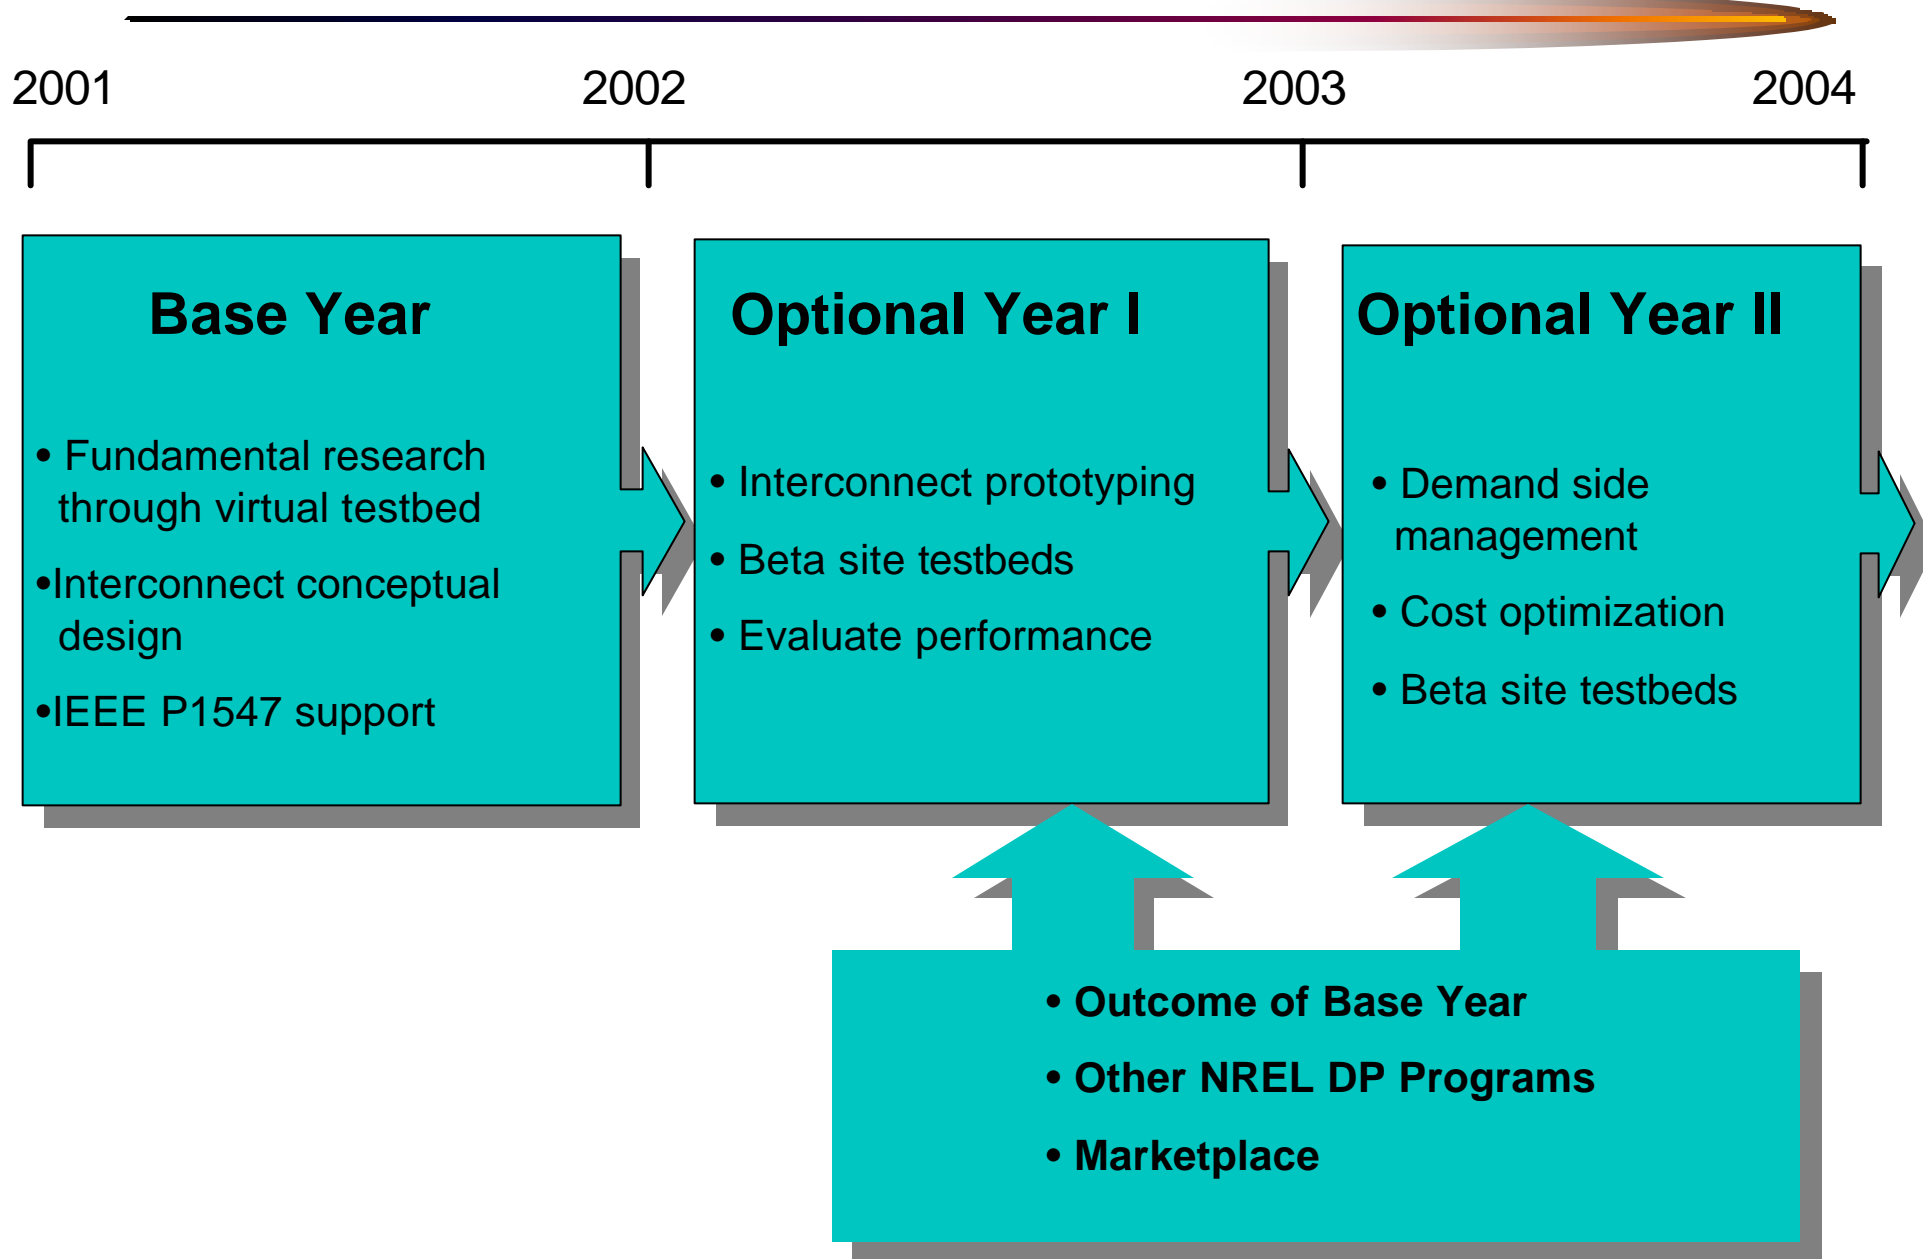 2001 2002 2003 2004
Base Year
• Fundamental research
through virtual testbed
•Interconnect conceptual
design
•IEEE P1547 support
Optional Year I
• Interconnect prototyping
• Beta site testbeds
• Evaluate performance
Optional Year II
• Demand side
management
• Cost optimization
• Beta site testbeds
• Outcome of Base Year
• Other NREL DP Programs
• Marketplace